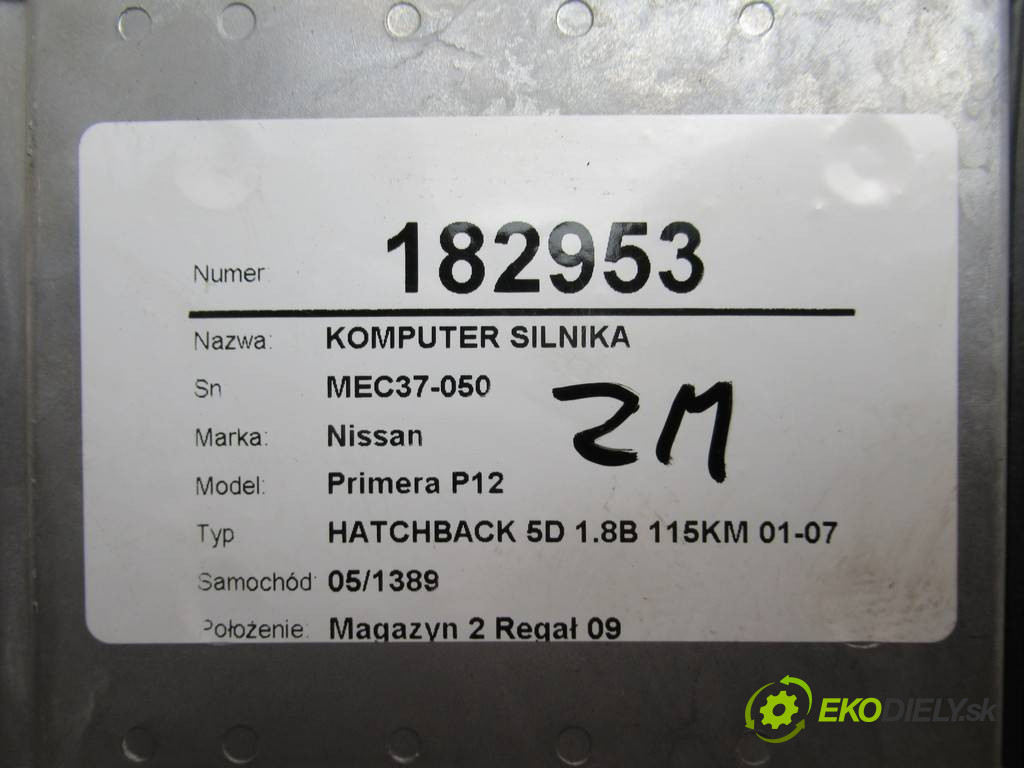 Numer: 182953
Nazwa: KOMPUTER SILNIKA
Sn MEC37-050
Marka: Nissan
Model: Primera P12
Typ HATCHBACK 5D 1.8B 115KM 01-07
Samochód: 05/1389
Położenie: Magazyn 2 Regał 09
ZM
EKODIELY.sk